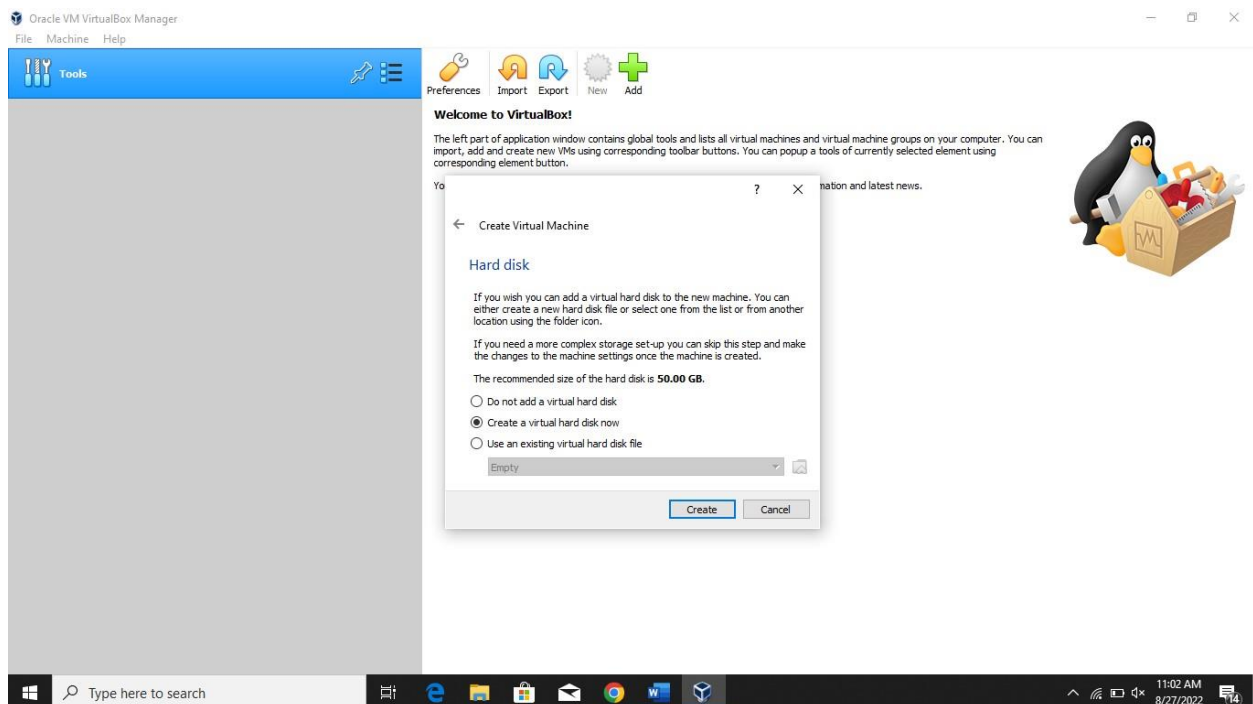 Oracle VM VirtualBox Manager
File Machine Help
Tools
Preferences Import Export New Add
Welcome to VirtualBox!
The left part of application window contains global tools and lists all virtual machines and virtual machine groups on your computer. You can
import, add and create new VMs using corresponding toolbar buttons. You can popup a tools of currently selected element using
corresponding element button.
Yo
mation and latest news.
?
Create Virtual Machine
Hard disk
If you wish you can add a virtual hard disk to the new machine. You can
either create a new hard disk file or select one from the list or from another
location using the folder icon.
If you need a more complex storage set-up you can skip this step and make
the changes to the machine settings once the machine is created.
The recommended size of the hard disk is 50.00 GB.
Do not add a virtual hard disk
Create a virtual hard disk now
Use an existing virtual hard disk file
Empty
Create Cancel
Type here to search
11:02 AM
8/27/2022
14